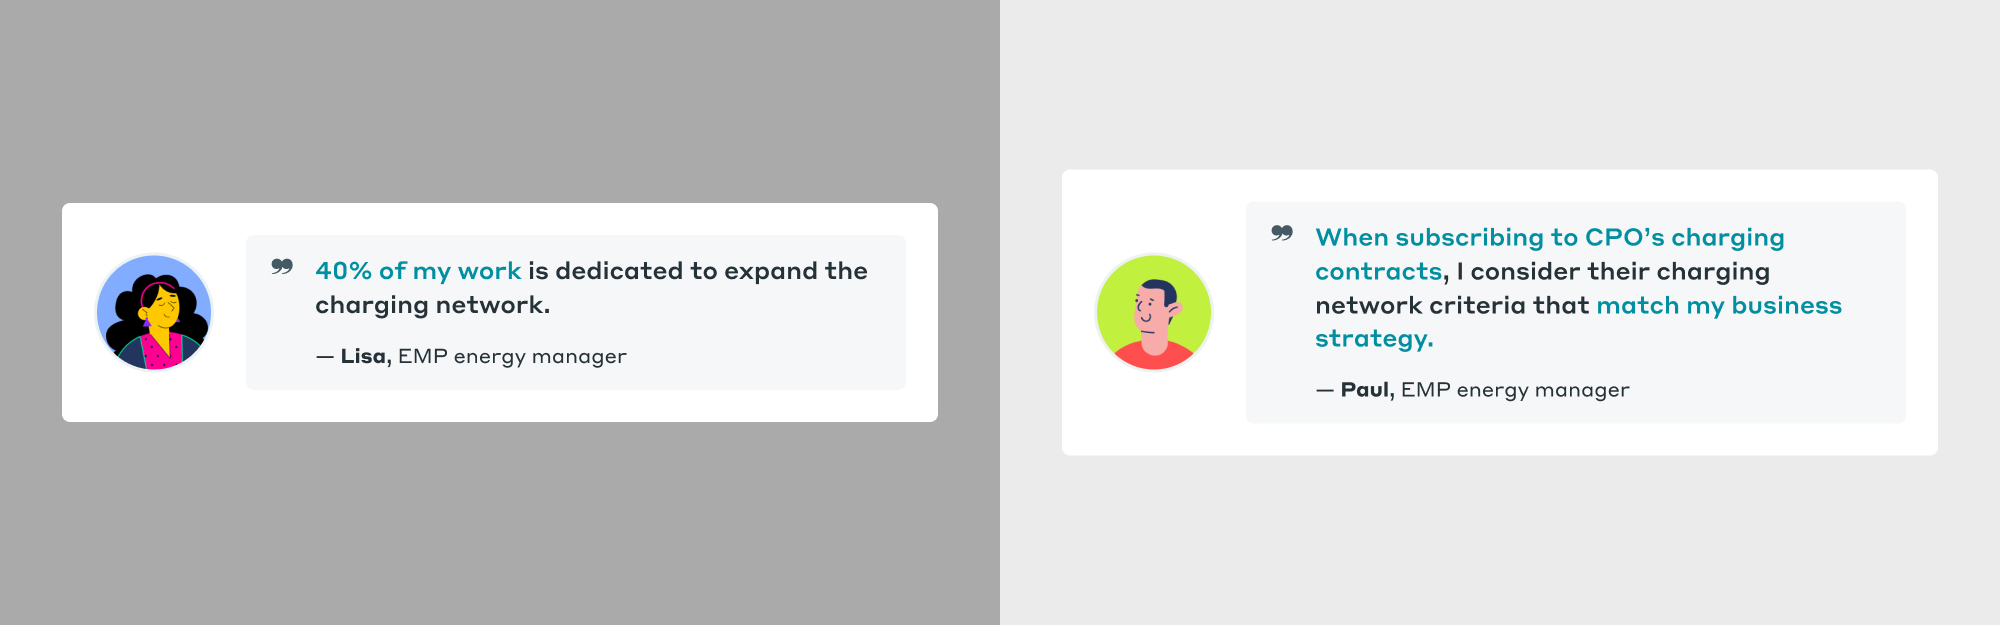 ❞ 40% of my work is dedicated to expand the
charging network.
— Lisa, EMP energy manager
❞ When subscribing to CPO’s charging
contracts, I consider their charging
network criteria that match my business
strategy.
— Paul, EMP energy manager